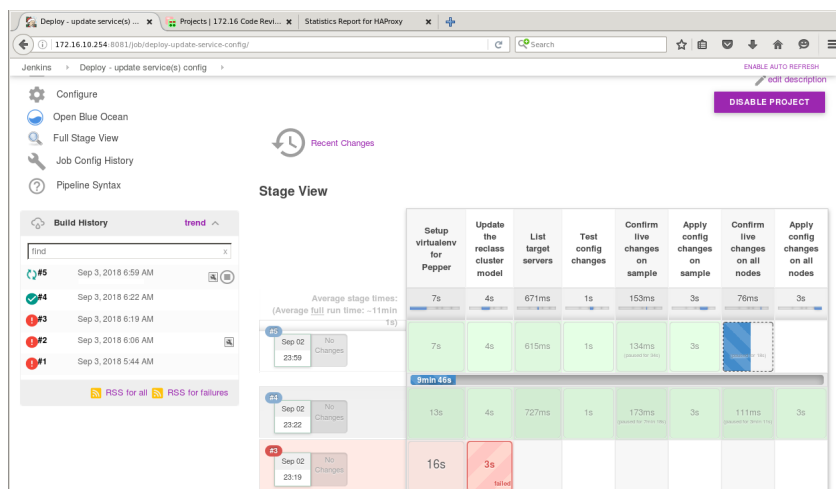 Deploy - update service(s) ...
Projects | 172.16 Code Revi...
Statistics Report for HAProxy
172.16.10.254:8081/job/deploy-update-service-config/
Search
Jenkins
Deploy - update service(s) config
ENABLE AUTO REFRESH
edit description
DISABLE PROJECT
Configure
Open Blue Ocean
Full Stage View
Job Config History
Pipeline Syntax
Recent Changes
Stage View
Build History
trend
find
x
#5 Sep 3, 2018 6:59 AM
#4 Sep 3, 2018 6:22 AM
#3 Sep 3, 2018 6:19 AM
#2 Sep 3, 2018 6:06 AM
#1 Sep 3, 2018 5:44 AM
RSS for all RSS for failures
Setup virtualenv for Pepper
Update the reclass cluster model
List target servers
Test config changes
Confirm live changes on sample
Apply config changes on sample
Confirm live changes on all nodes
Apply config changes on all nodes
Average stage times:
(Average full run time: ~11min
1s)
7s 4s 671ms 1s 153ms 3s 76ms 3s
#5
Sep 02
23:59
No Changes
7s 4s 615ms 1s 134ms 3s
9min 46s
#4
Sep 02
23:22
No Changes
13s 4s 727ms 1s 173ms 3s 111ms 3s
#3
Sep 02
23:19
No Changes
16s 3s
failed